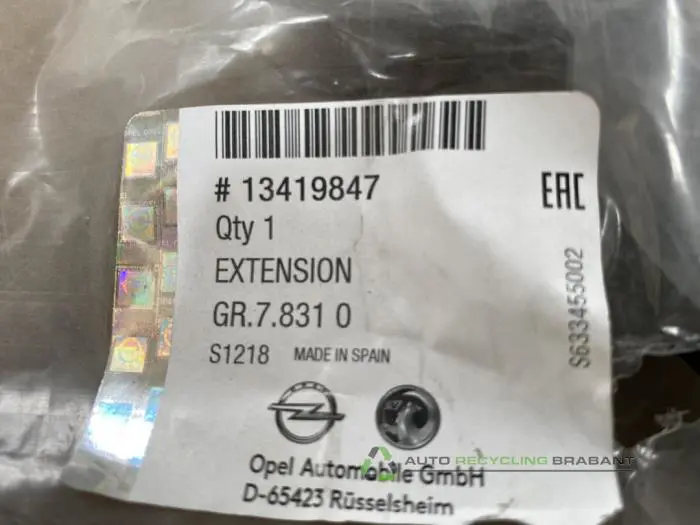 # 13419847
EAC
Qty 1
EXTENSION
GR.7.831 0
S1218 MADE IN SPAIN
S633455002
Opel Automobile GmbH
D-65423 Rüsselsheim
AUTO RECYCLING BRABANT